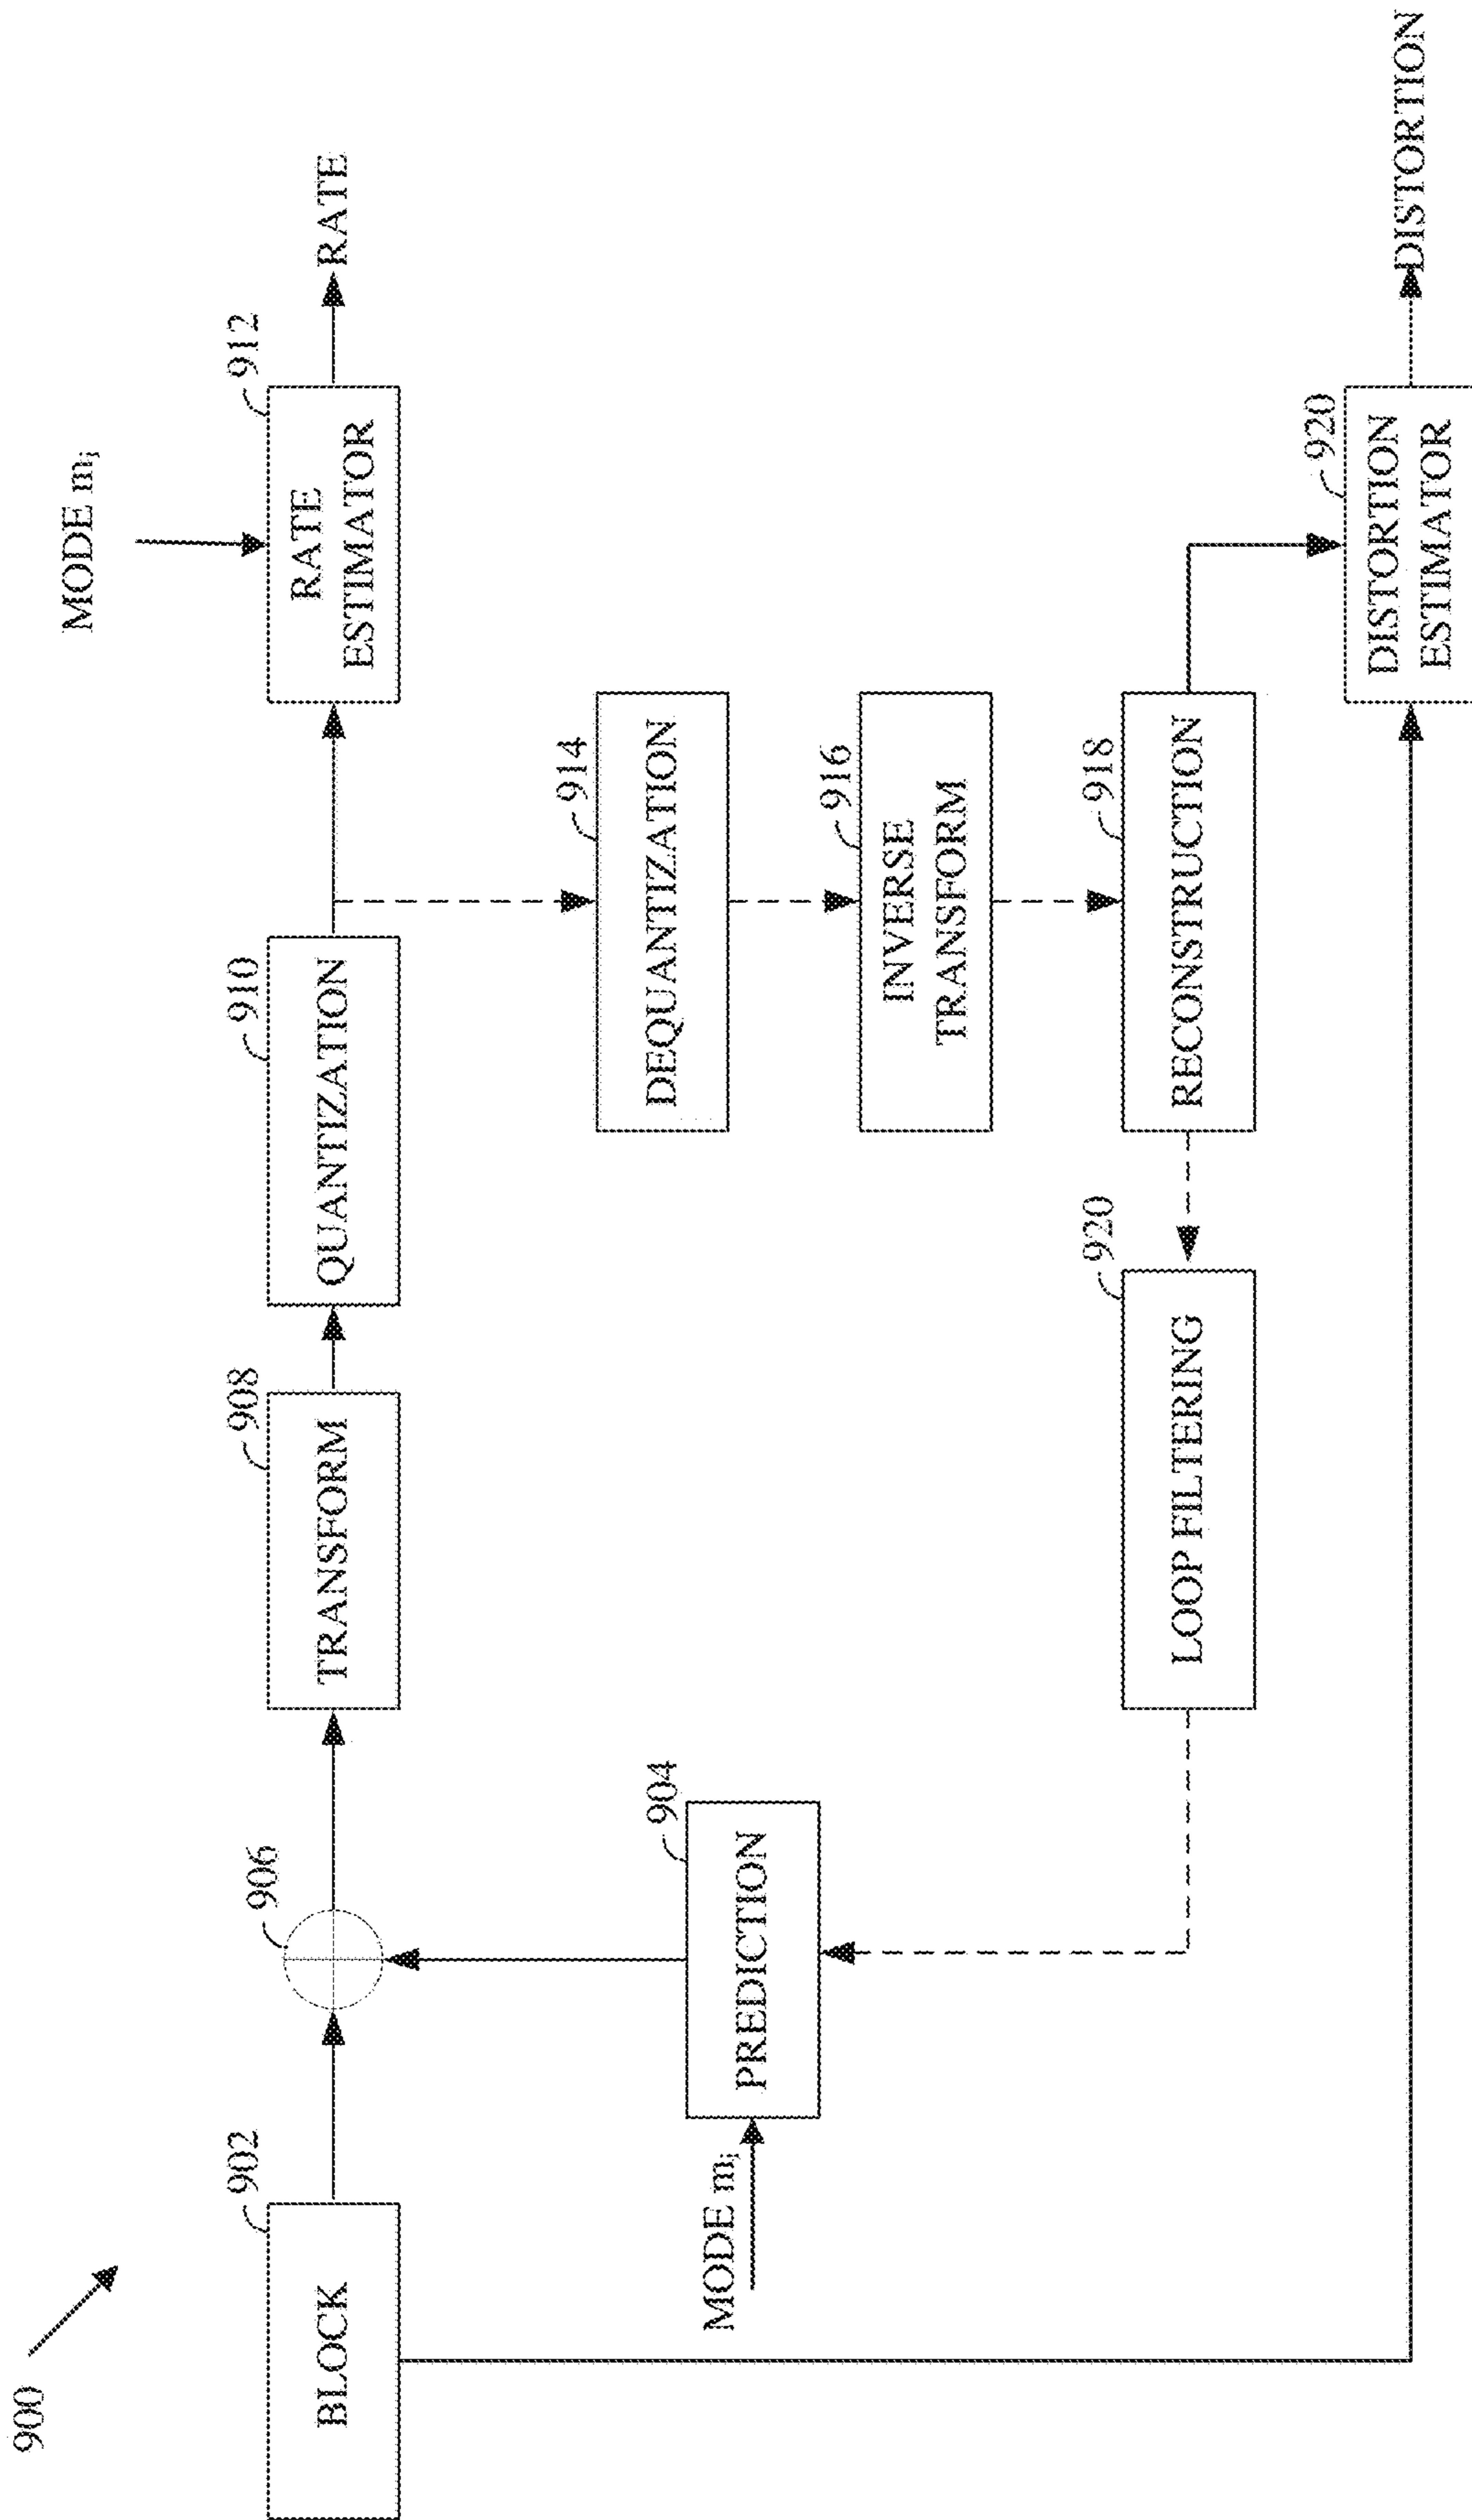 900
MODE mᵢ
902
BLOCK
906
908
TRANSFORM
910
QUANTIZATION
912
RATE
ESTIMATOR
RATE
904
PREDICTION
MODE mᵢ
914
DEQUANTIZATION
916
INVERSE
TRANSFORM
920
LOOP FILTERING
918
RECONSTRUCTION
920
DISTORTION
ESTIMATOR
DISTORTION